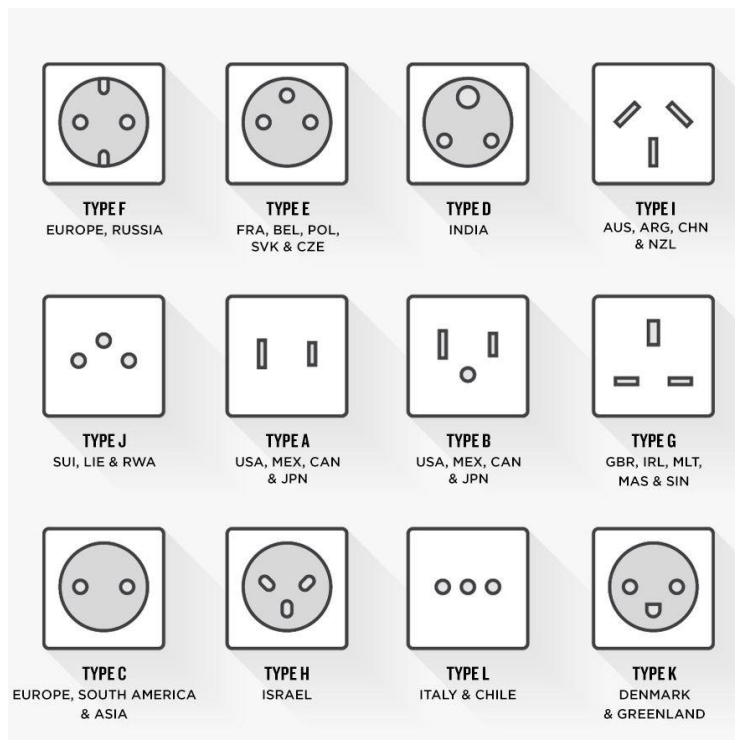 TYPE F
EUROPE, RUSSIA
TYPE E
FRA, BEL, POL,
SVK & CZE
TYPE D
INDIA
TYPE I
AUS, ARG, CHN
& NZL
TYPE J
SUI, LIE & RWA
TYPE A
USA, MEX, CAN
& JPN
TYPE B
USA, MEX, CAN
& JPN
TYPE G
GBR, IRL, MLT,
MAS & SIN
TYPE C
EUROPE, SOUTH AMERICA
& ASIA
TYPE H
ISRAEL
TYPE L
ITALY & CHILE
TYPE K
DENMARK
& GREENLAND